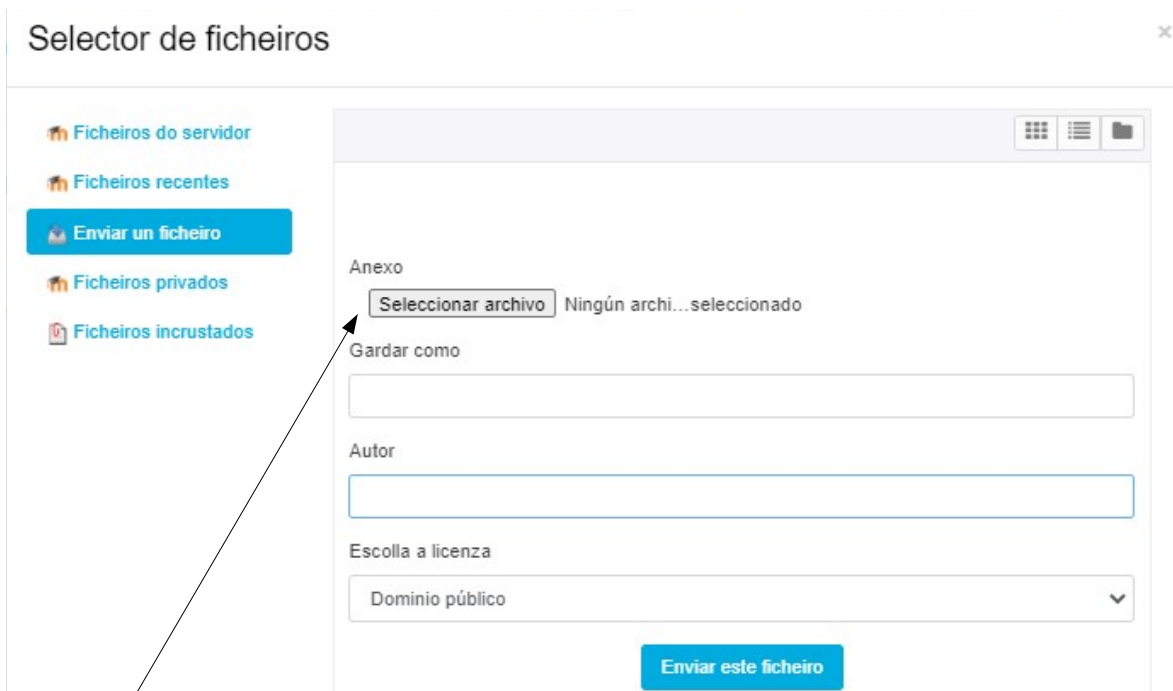 Selector de ficheiros
×
Ficheiros do servidor
Ficheiros recentes
Enviar un ficheiro
Ficheiros privados
Ficheiros incrustados
Anexo
Seleccionar archivo Ningún archi...seleccionado
Gardar como
Autor
Escolla a licenza
Dominio público
Enviar este ficheiro